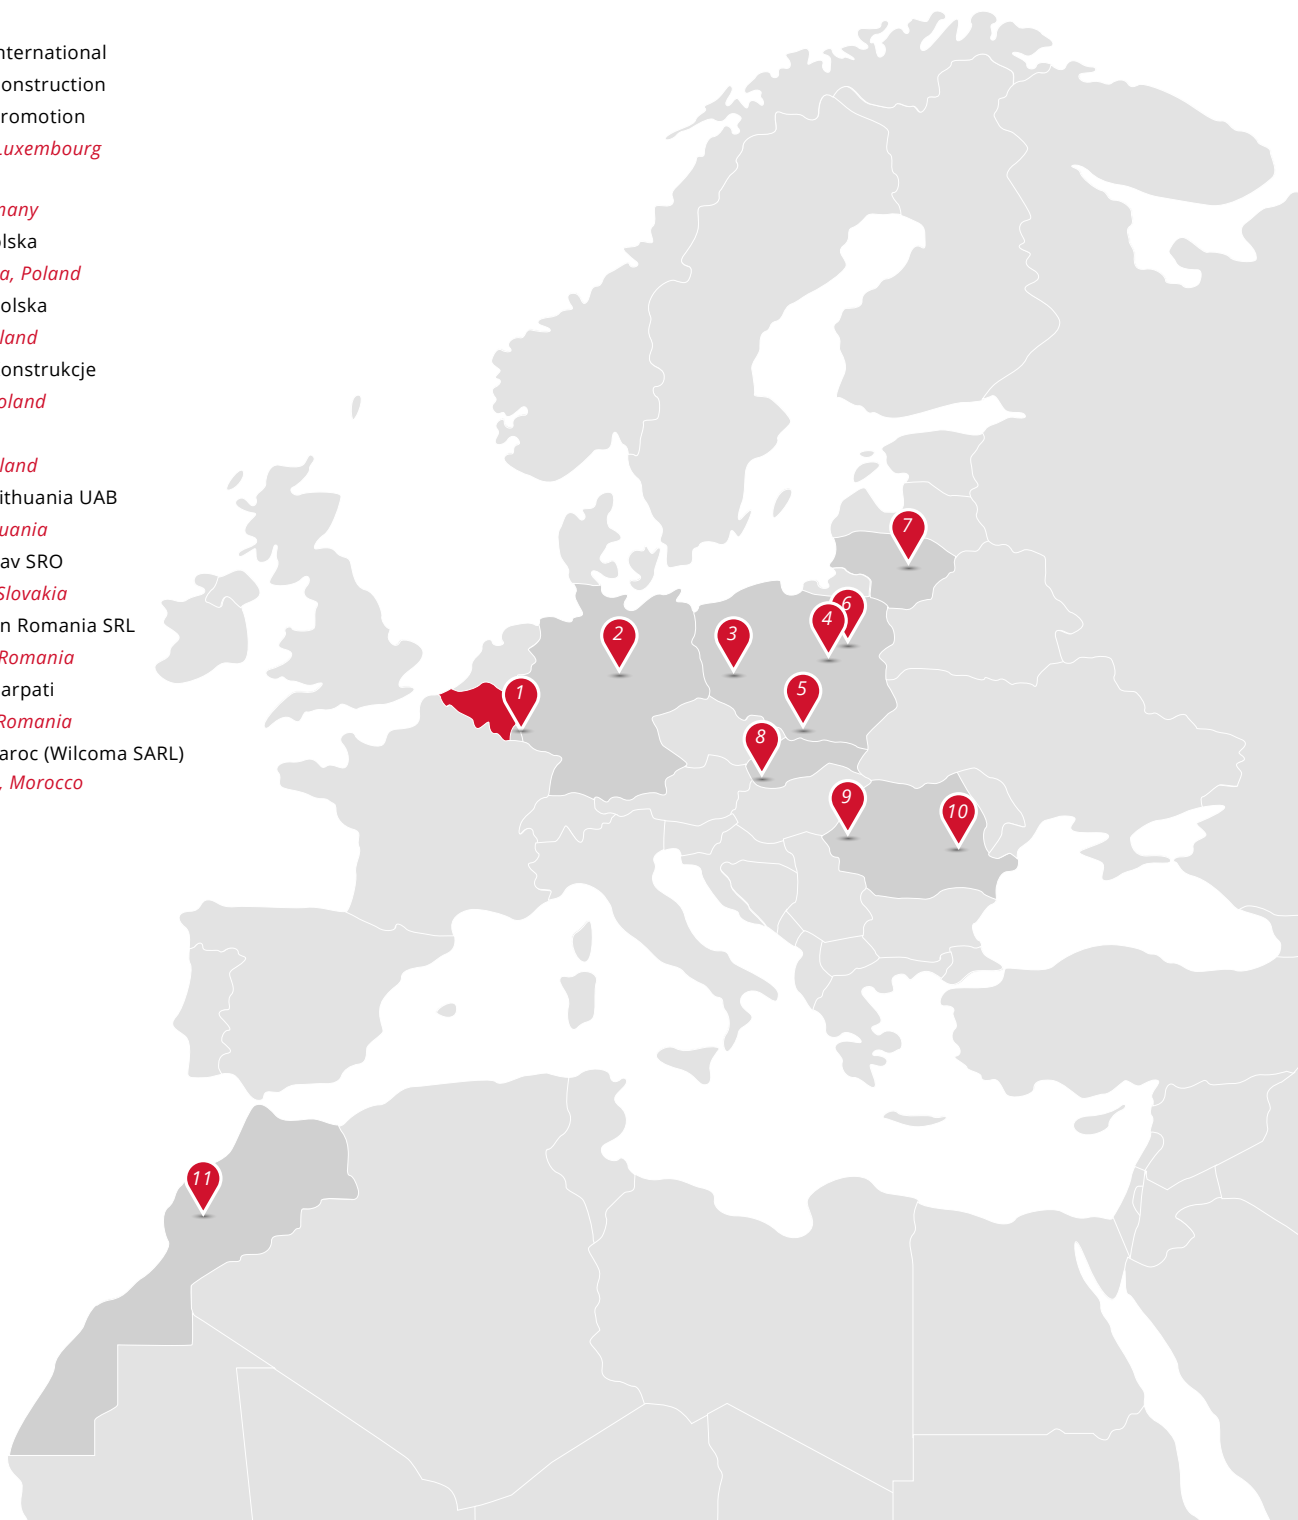 nternational
onstruction
romotion
Luxembourg
nany
olska
a, Poland
olska
land
onstrukcje
oland
land
ithuania UAB
uania
av SRO
Slovakia
n Romania SRL
Romania
arpati
Romania
aroc (Wilcoma SARL)
, Morocco
7
6
4
2
3
5
1
8
9
10
11